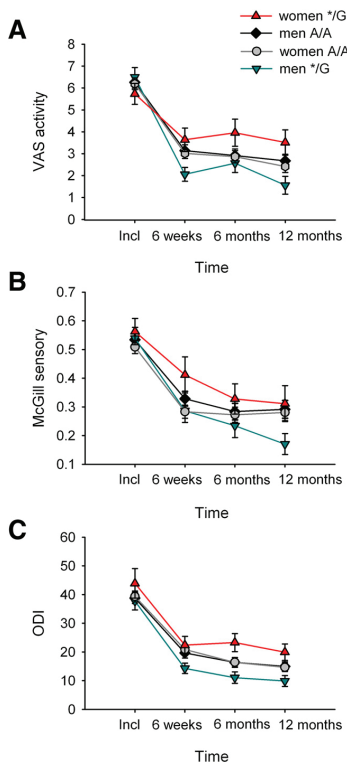 women */G
men A/A
women A/A
men */G
A
VAS activity
8
7
6
5
4
3
2
1
0
Incl 6 weeks 6 months 12 months
Time
B
McGill sensory
0.7
0.6
0.5
0.4
0.3
0.2
0.1
Incl 6 weeks 6 months 12 months
Time
C
ODI
60
50
40
30
20
10
0
Incl 6 weeks 6 months 12 months
Time